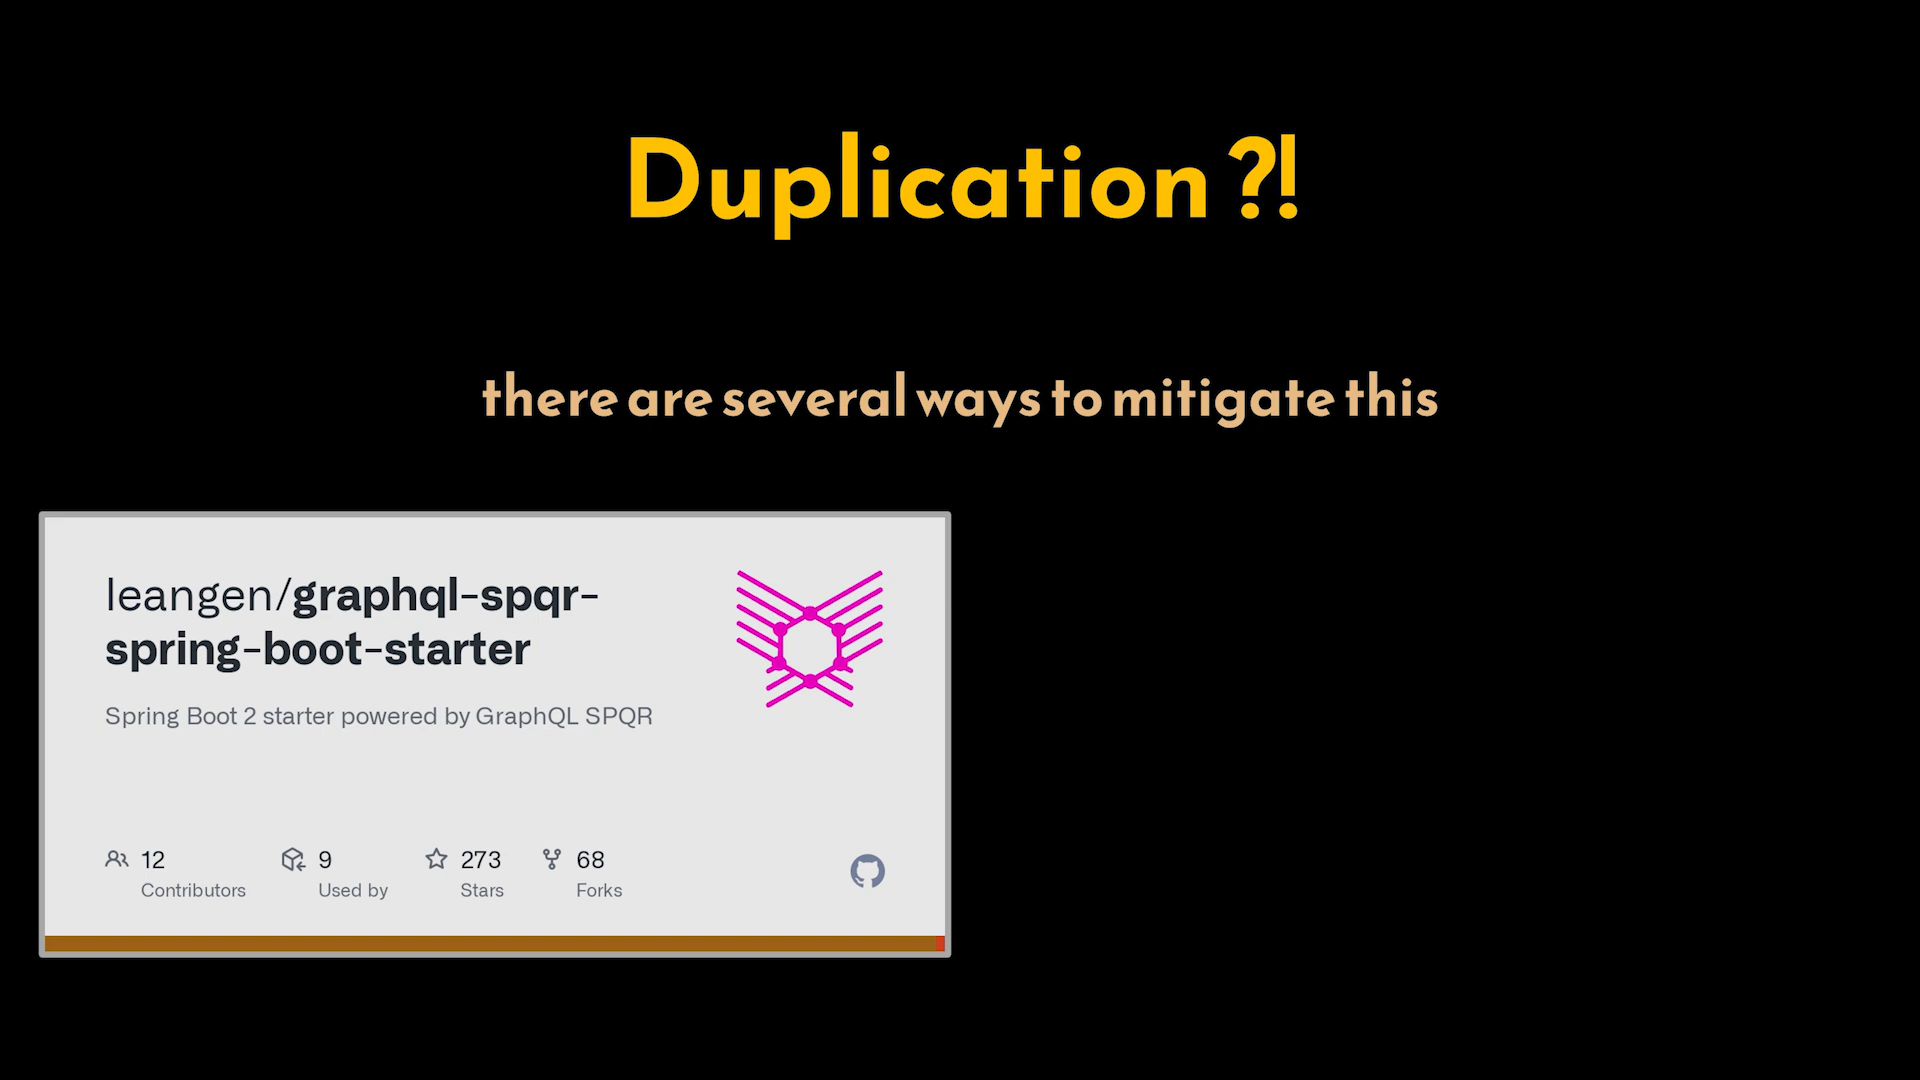 Duplication?!
there are several ways to mitigate this
leangen/graphql-spqr-
spring-boot-starter
Spring Boot 2 starter powered by GraphQL SPQR
12 9 273 68
Contributors Used by Stars Forks